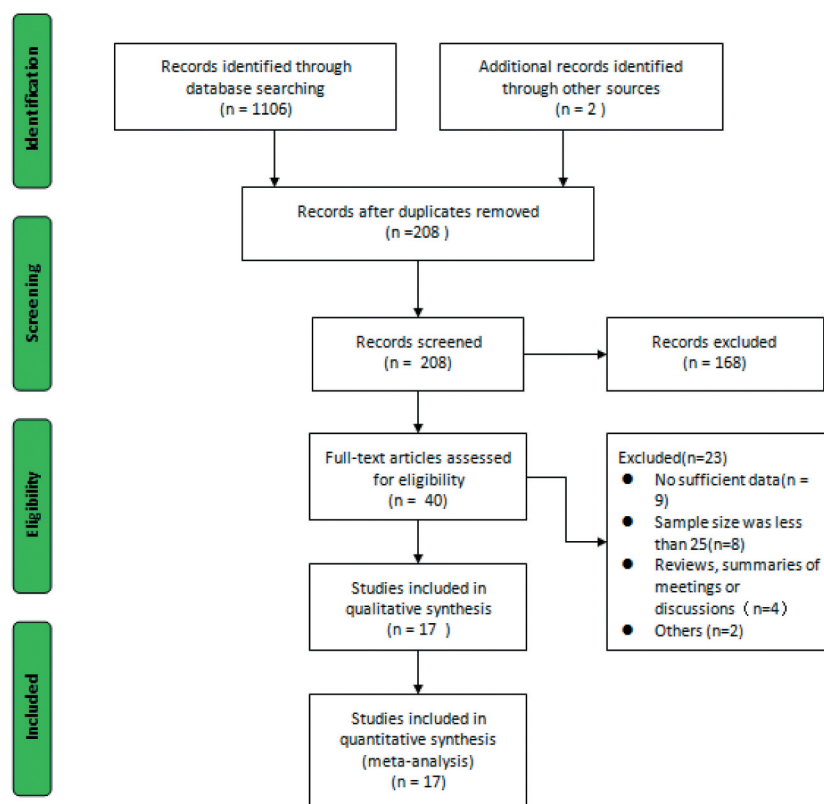 Identification
Records identified through
database searching
(n = 1106)
Additional records identified
through other sources
(n = 2 )
Records after duplicates removed
(n =208 )
Screening
Records screened
(n = 208)
Records excluded
(n = 168)
Eligibility
Full-text articles assessed
for eligibility
(n = 40)
Excluded(n=23)
● No sufficient data(n =
9)
● Sample size was less
than 25(n=8)
● Reviews, summaries of
meetings or
discussions（n=4）
● Others (n=2)
Studies included in
qualitative synthesis
(n = 17 )
Included
Studies included in
quantitative synthesis
(meta-analysis)
(n = 17)